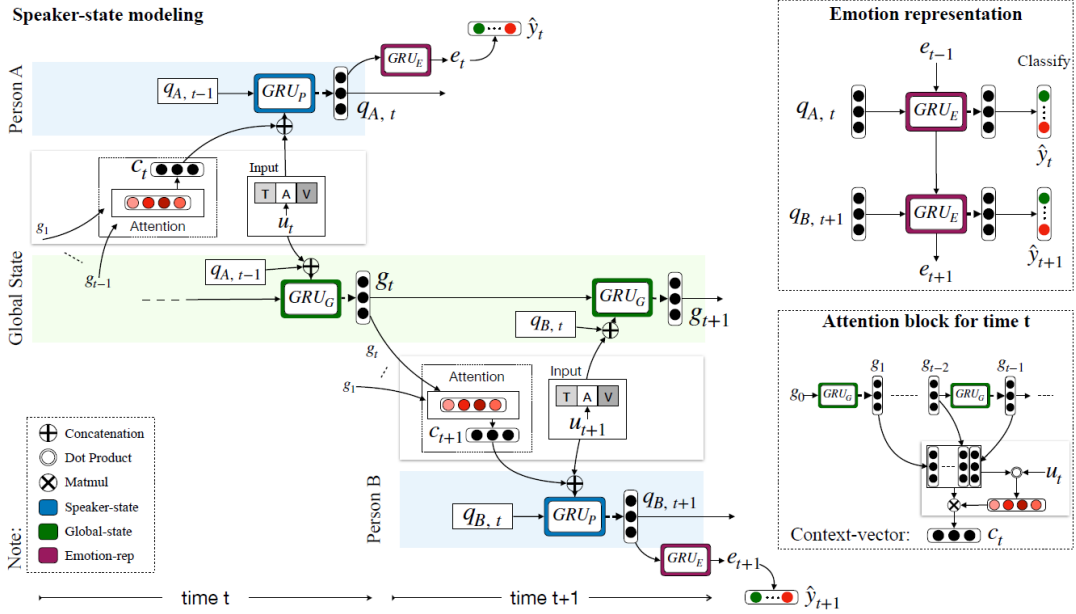 Speaker-state modeling
Person A
q_{A, t−1}
GRU_P
q_{A, t}
GRU_E
e_t
ŷ_t
c_t
Attention
g_1
g_{t−1}
Input
T A V
u_t
Global State
q_{A, t−1}
GRU_G
g_t
q_{B, t}
GRU_G
g_{t+1}
g_t
g_1
Attention
c_{t+1}
Input
T A V
u_{t+1}
Person B
q_{B, t}
GRU_P
q_{B, t+1}
GRU_E
e_{t+1}
ŷ_{t+1}
Note:
Concatenation
Dot Product
Matmul
Speaker-state
Global-state
Emotion-rep
time t
time t+1
Emotion representation
e_{t−1}
Classify
q_{A, t}
GRU_E
ŷ_t
q_{B, t+1}
GRU_E
ŷ_{t+1}
e_{t+1}
Attention block for time t
g_1
g_{t−2}
g_{t−1}
g_0
GRU_G
GRU_G
u_t
Context-vector:
c_t